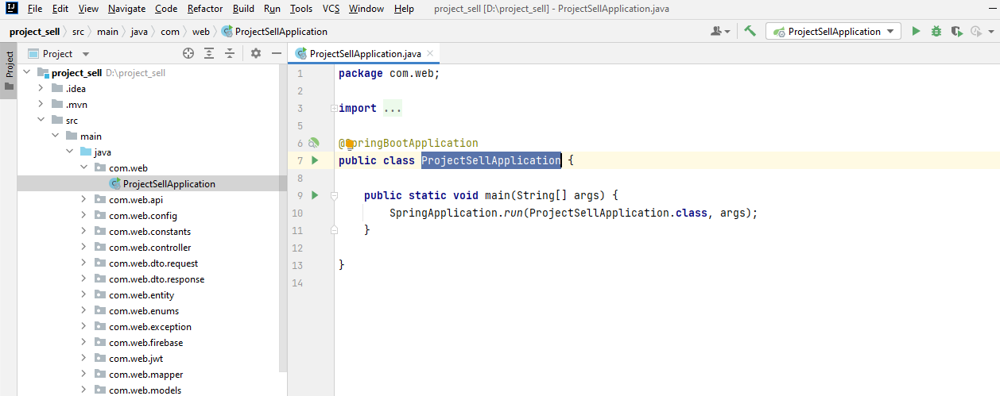 File Edit View Navigate Code Refactor Build Run Tools VCS Window Help project_sell [D:\project_sell] - ProjectSellApplication.java
project_sell src main java com web ProjectSellApplication
ProjectSellApplication
Project
Project
ProjectSellApplication.java
project_sell D:\project_sell
.idea
.mvn
src
main
java
com.web
ProjectSellApplication
com.web.api
com.web.config
com.web.constants
com.web.controller
com.web.dto.request
com.web.dto.response
com.web.entity
com.web.enums
com.web.exception
com.web.firebase
com.web.jwt
com.web.mapper
com.web.models
1 package com.web;
2
3 import ...
5
6 @SpringBootApplication
7 public class ProjectSellApplication {
8
9 public static void main(String[] args) {
10 SpringApplication.run(ProjectSellApplication.class, args);
11 }
12
13 }
14